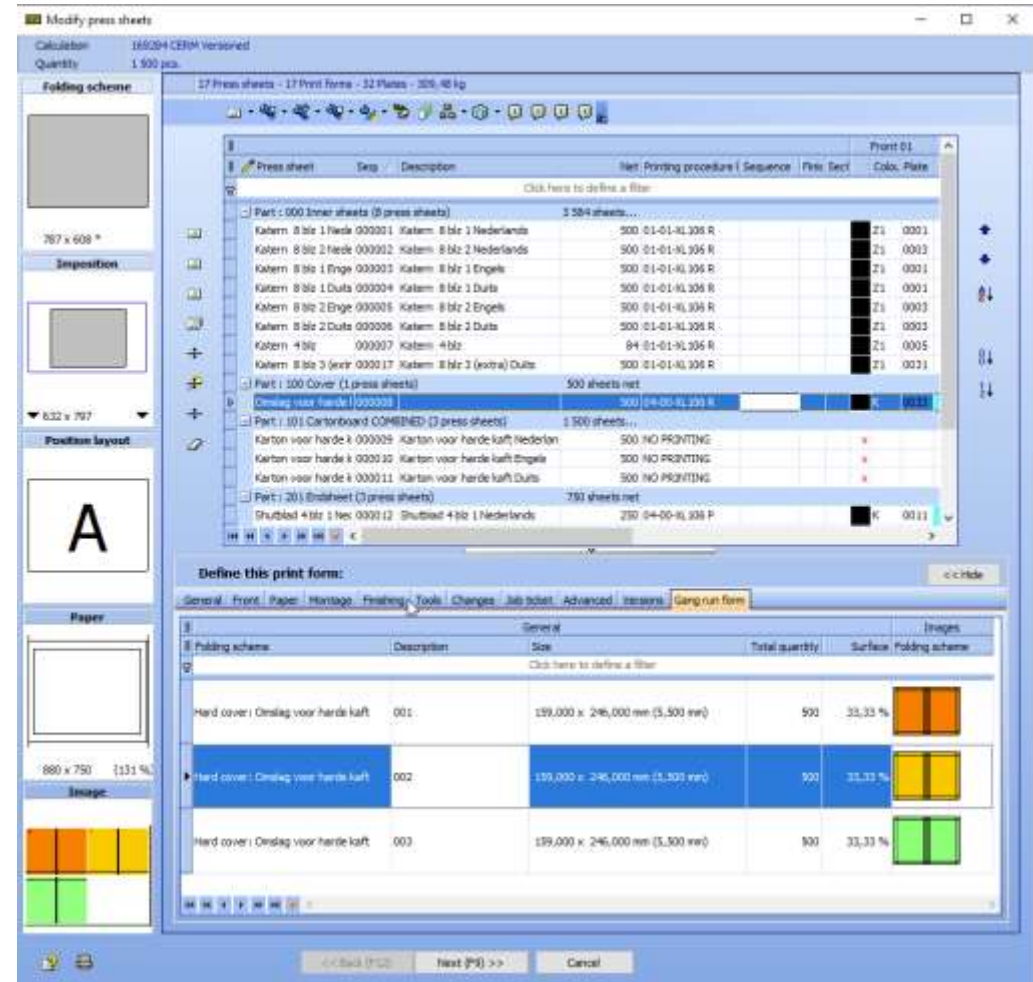 Modify press sheets
Calculation 169284 CERM Versioned
Quantity 1 500 pcs.
Folding scheme
17 Press sheets - 17 Print forms - 32 Plates - 309,48 kg
Front 01
Press sheet Seq Description Net Printing procedure Sequence Finis Sect Colo. Plate
Click here to define a filter
Part : 000 Inner sheets (8 press sheets) 3 584 sheets...
Katern 8 blz 1 Nede 000001 Katern 8 blz 1 Nederlands 500 01-01-XL106 R Z1 0001
Katern 8 blz 2 Nede 000002 Katern 8 blz 2 Nederlands 500 01-01-XL106 R Z1 0003
Katern 8 blz 1 Enge 000003 Katern 8 blz 1 Engels 500 01-01-XL106 R Z1 0001
Katern 8 blz 1 Duits 000004 Katern 8 blz 1 Duits 500 01-01-XL106 R Z1 0001
Katern 8 blz 2 Enge 000005 Katern 8 blz 2 Engels 500 01-01-XL106 R Z1 0003
Katern 8 blz 2 Duits 000006 Katern 8 blz 2 Duits 500 01-01-XL106 R Z1 0003
Katern 4 blz 000007 Katern 4 blz 84 01-01-XL106 R Z1 0005
Katern 8 blz 3 (extr 000017 Katern 8 blz 3 (extra) Duits 500 01-01-XL106 R Z1 0031
Part : 100 Cover (1 press sheets) 500 sheets net
Omslag voor harde l 000008 500 04-00-XL106 R K 0033
Part : 101 Cartonboard COMBINED (3 press sheets) 1 500 sheets...
Karton voor harde k 000009 Karton voor harde kaft Nederlan 500 NO PRINTING x
Karton voor harde k 000010 Karton voor harde kaft Engels 500 NO PRINTING x
Karton voor harde k 000011 Karton voor harde kaft Duits 500 NO PRINTING x
Part : 201 Endsheet (3 press sheets) 750 sheets net
Shutblad 4 blz 1 Nec 000012 Shutblad 4 blz 1 Nederlands 250 04-00-XL106 P K 0011
787 x 608 *
Imposition
632 x 797
Position layout
A
Paper
880 x 750 (131 %)
Image
Define this print form:
<< Hide
General Front Paper Montage Finishing Tools Changes Job ticket Advanced Versions Gang run form
General Images
Folding scheme Description Size Total quantity Surface Folding scheme
Click here to define a filter
Hard cover : Omslag voor harde kaft 001 159,000 x 246,000 mm (5,500 mm) 500 33,33 %
Hard cover : Omslag voor harde kaft 002 159,000 x 246,000 mm (5,500 mm) 500 33,33 %
Hard cover : Omslag voor harde kaft 003 159,000 x 246,000 mm (5,500 mm) 500 33,33 %
<< Back (F12) Next (F9) >> Cancel